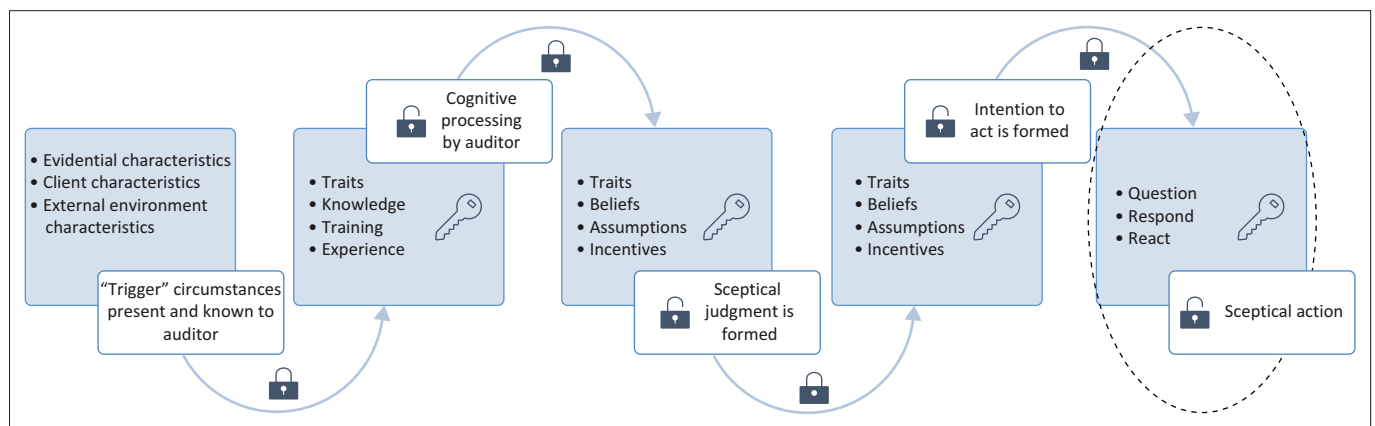 • Evidential characteristics
• Client characteristics
• External environment
characteristics
“Trigger” circumstances
present and known to
auditor
• Traits
• Knowledge
• Training
• Experience
Cognitive
processing
by auditor
• Traits
• Beliefs
• Assumptions
• Incentives
Sceptical
judgment is
formed
• Traits
• Beliefs
• Assumptions
• Incentives
Intention to
act is formed
• Question
• Respond
• React
Sceptical action